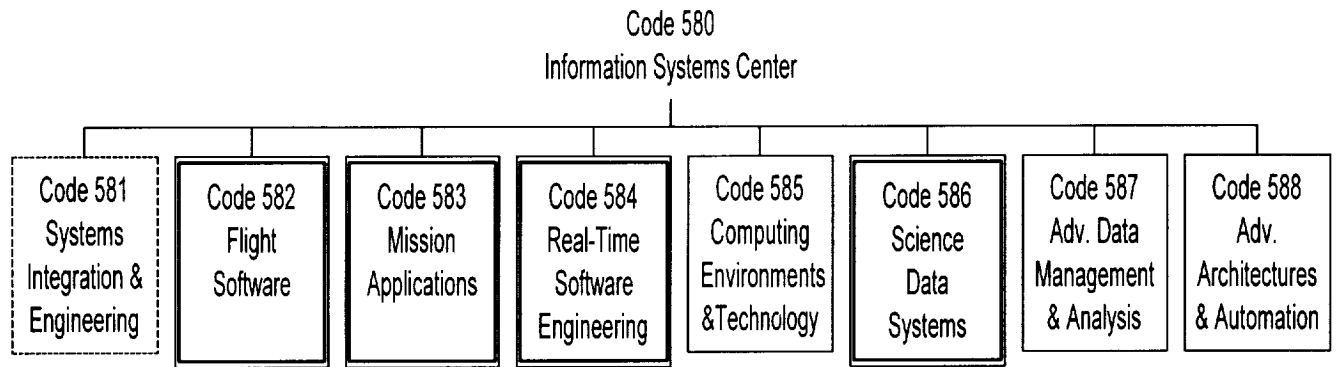 Code 580
Information Systems Center
Code 581
Systems
Integration &
Engineering
Code 582
Flight
Software
Code 583
Mission
Applications
Code 584
Real-Time
Software
Engineering
Code 585
Computing
Environments
&Technology
Code 586
Science
Data
Systems
Code 587
Adv. Data
Management
& Analysis
Code 588
Adv.
Architectures
& Automation